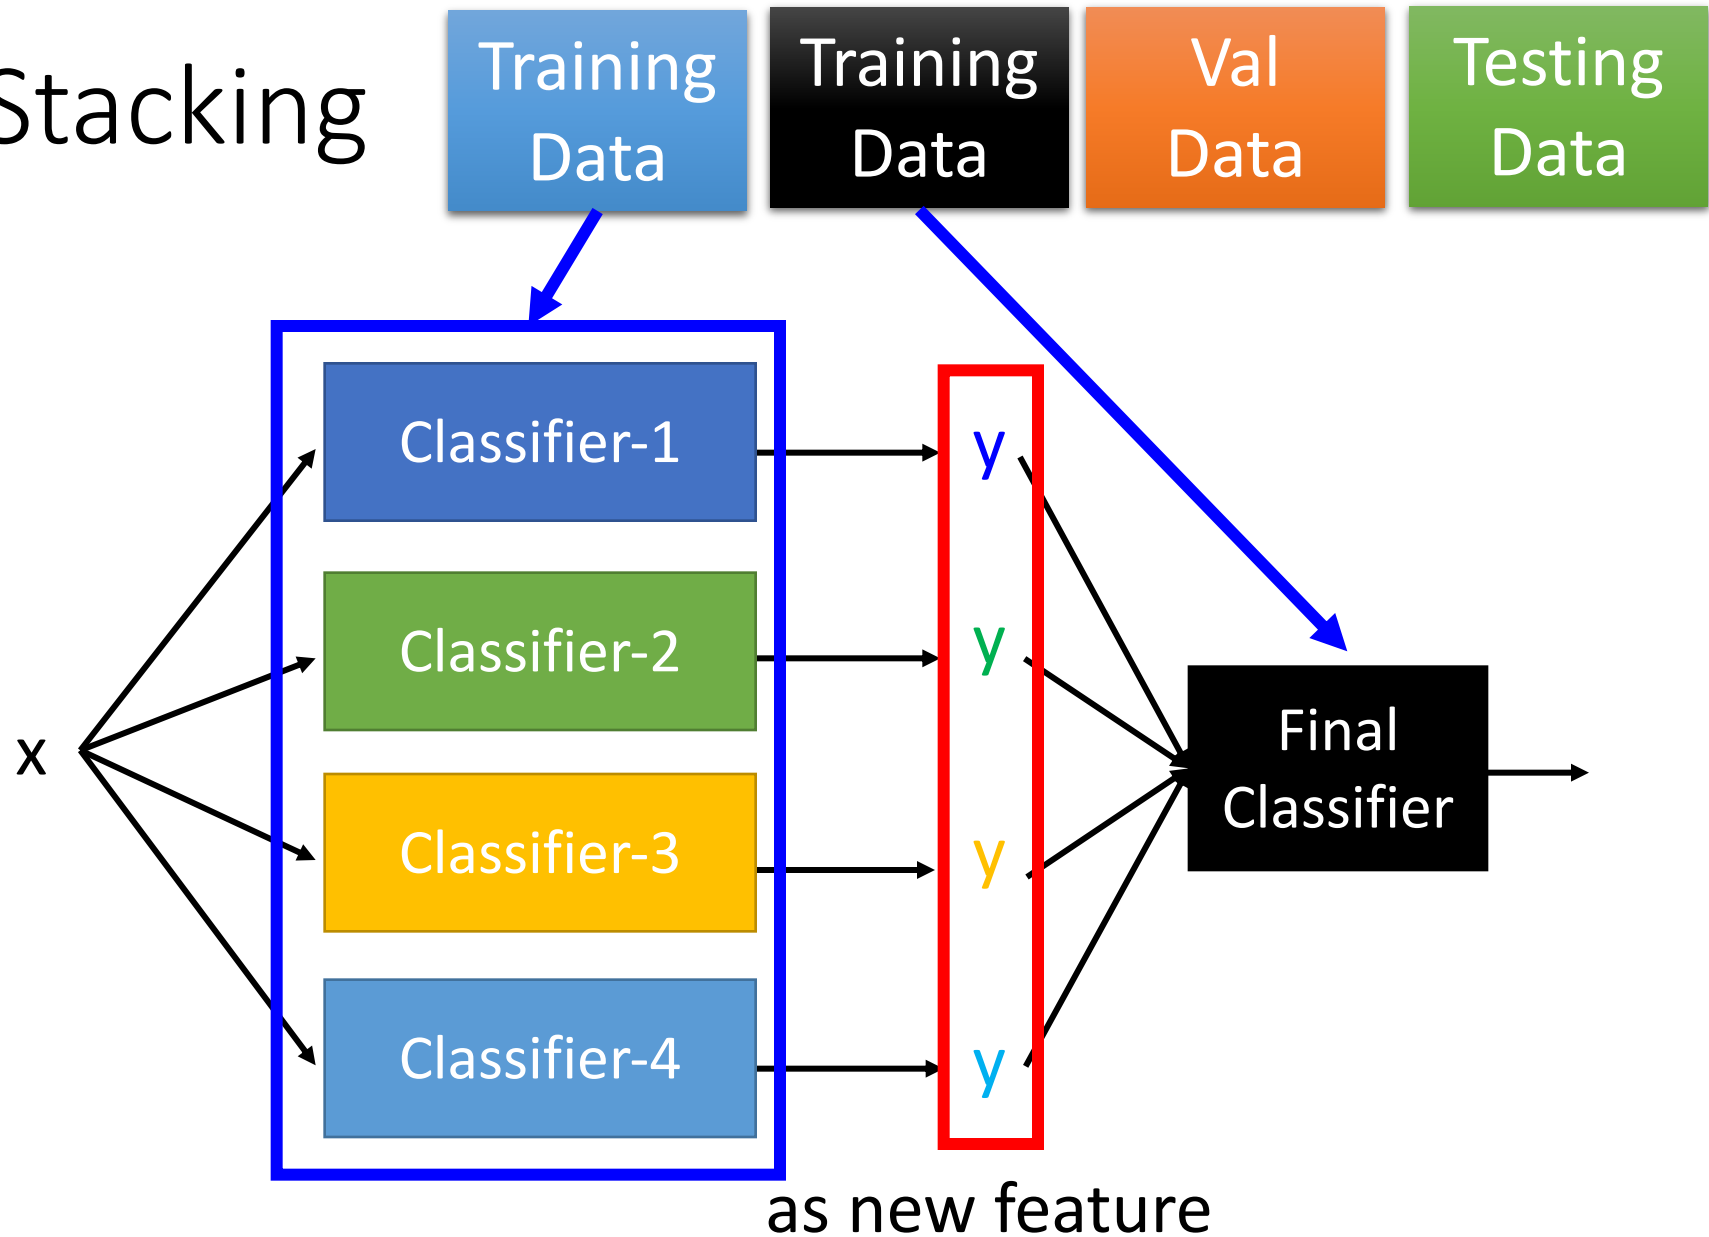 Stacking
Training
Data
Training
Data
Val
Data
Testing
Data
Classifier-1
y
Classifier-2
y
x
Final
Classifier
Classifier-3
y
Classifier-4
y
as new feature